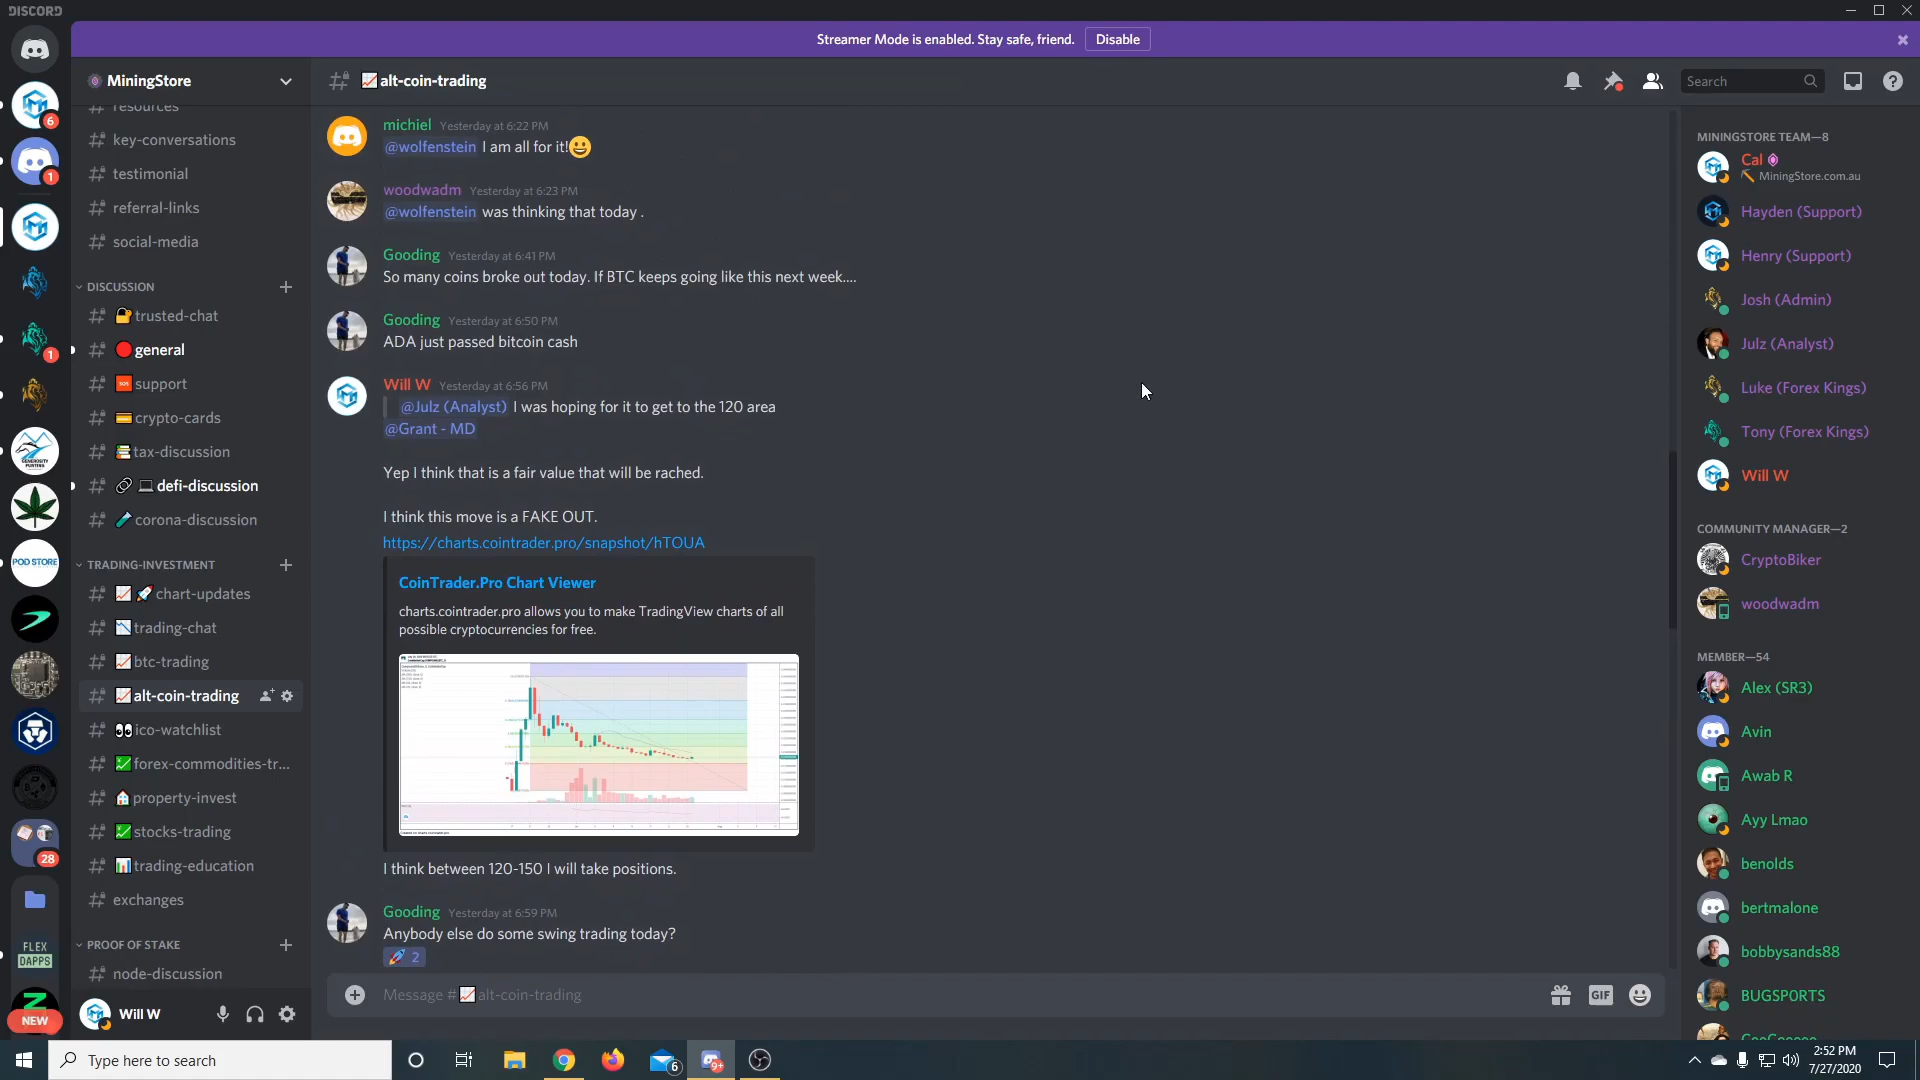 DISCORD
Streamer Mode is enabled. Stay safe, friend. Disable
MiningStore
resources
key-conversations
testimonial
referral-links
social-media
DISCUSSION
trusted-chat
general
support
crypto-cards
tax-discussion
defi-discussion
corona-discussion
TRADING-INVESTMENT
chart-updates
trading-chat
btc-trading
alt-coin-trading
ico-watchlist
forex-commodities-tr...
property-invest
stocks-trading
trading-education
exchanges
PROOF OF STAKE
node-discussion
Will W
6
1
1
GENEROSITY
POD STORE
28
FLEX
DAPPS
NEW
alt-coin-trading
Search
michiel Yesterday at 6:22 PM
@wolfenstein I am all for it!😀
woodwadm Yesterday at 6:23 PM
@wolfenstein was thinking that today .
Gooding Yesterday at 6:41 PM
So many coins broke out today. If BTC keeps going like this next week....
Gooding Yesterday at 6:50 PM
ADA just passed bitcoin cash
Will W Yesterday at 6:56 PM
@Julz (Analyst) I was hoping for it to get to the 120 area
@Grant - MD
Yep I think that is a fair value that will be rached.
I think this move is a FAKE OUT.
https://charts.cointrader.pro/snapshot/hTOUA
CoinTrader.Pro Chart Viewer
charts.cointrader.pro allows you to make TradingView charts of all
possible cryptocurrencies for free.
I think between 120-150 I will take positions.
Gooding Yesterday at 6:59 PM
Anybody else do some swing trading today?
🚀 2
Message #📈alt-coin-trading
GIF
MININGSTORE TEAM—8
Cal
MiningStore.com.au
Hayden (Support)
Henry (Support)
Josh (Admin)
Julz (Analyst)
Luke (Forex Kings)
Tony (Forex Kings)
Will W
COMMUNITY MANAGER—2
CryptoBiker
woodwadm
MEMBER—54
Alex (SR3)
Avin
Awab R
Ayy Lmao
benolds
bertmalone
bobysands88
BUGSPORTS
Type here to search
6
9+
2:52 PM
7/27/2020